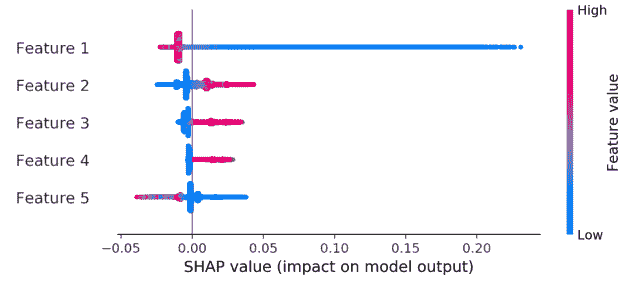 High
Feature 1
Feature 2
Feature 3
Feature 4
Feature 5
Feature value
Low
−0.05 0.00 0.05 0.10 0.15 0.20
SHAP value (impact on model output)